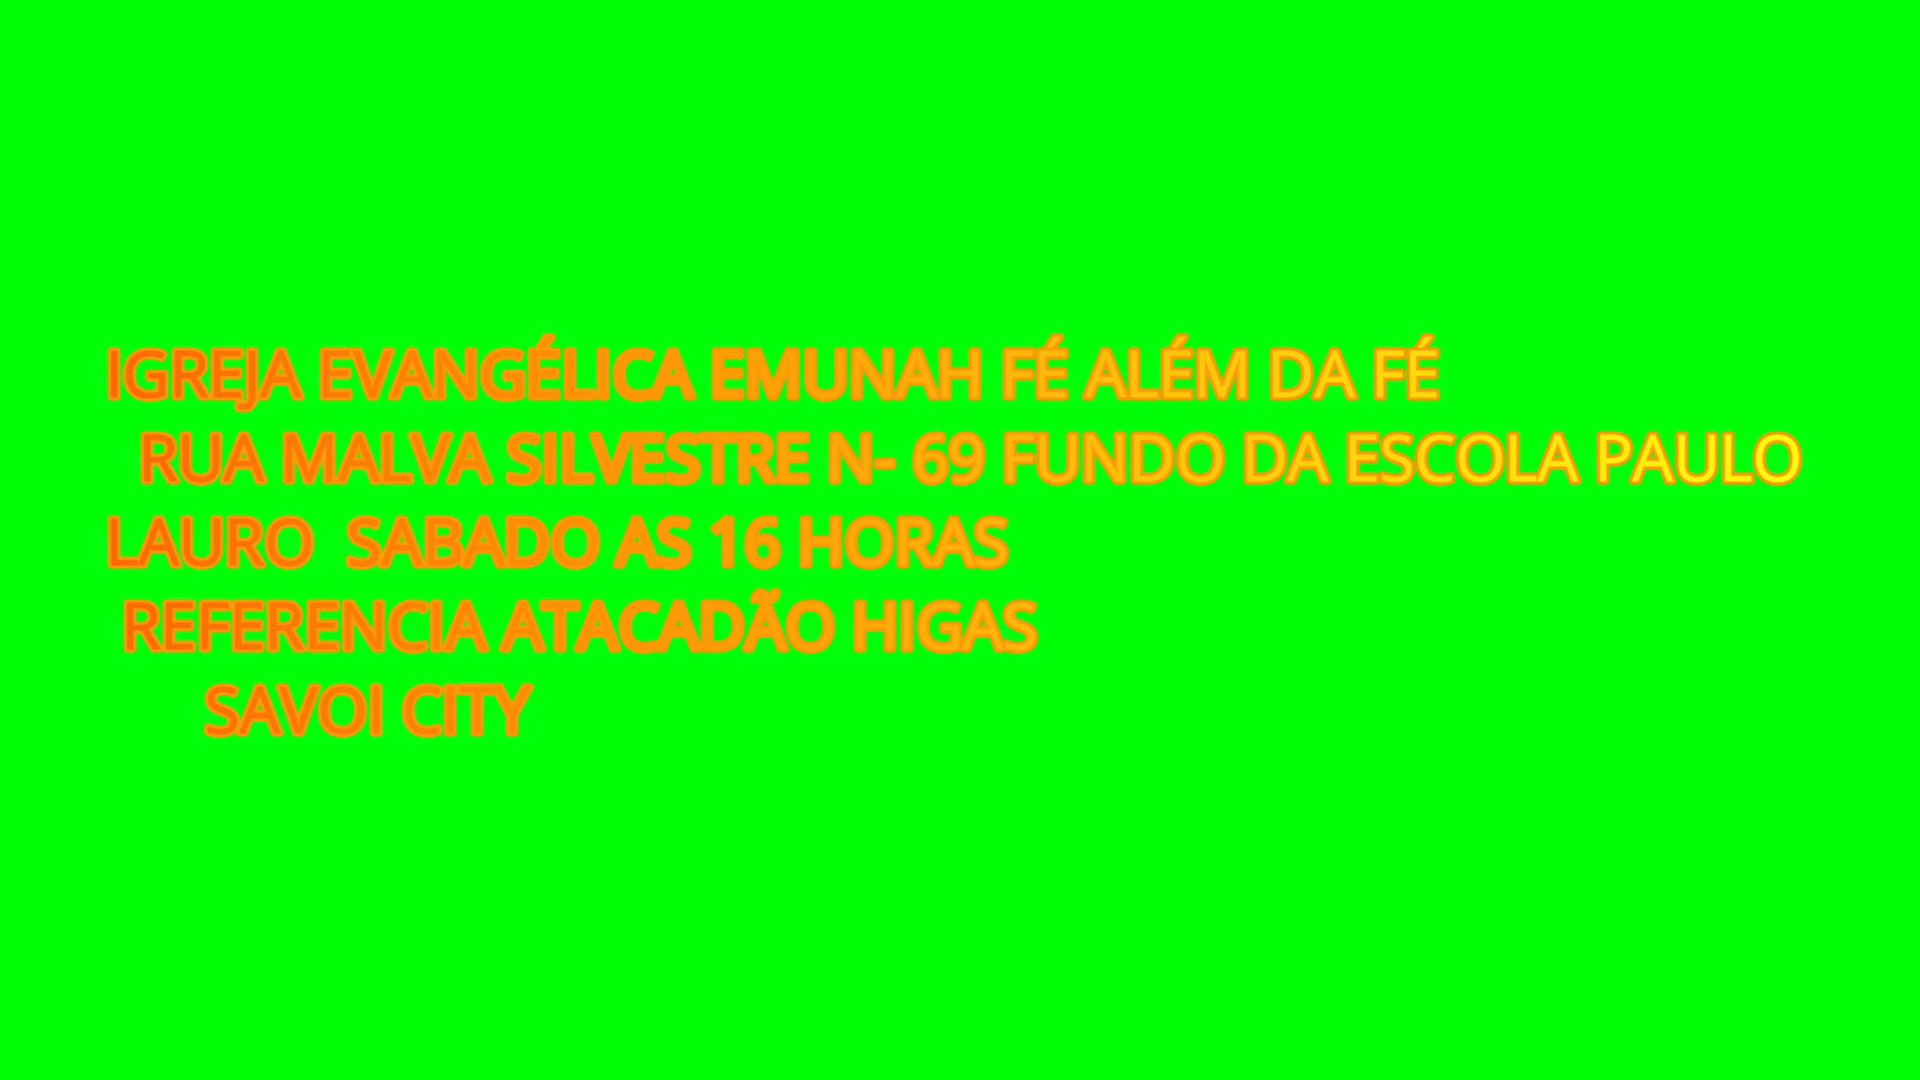 IGREJA EVANGÉLICA EMUNAH FÉ ALÉM DA FÉ
RUA MALVA SILVESTRE N- 69 FUNDO DA ESCOLA PAULO
LAURO  SABADO AS 16 HORAS
REFERENCIA ATACADÃO HIGAS
SAVOI CITY